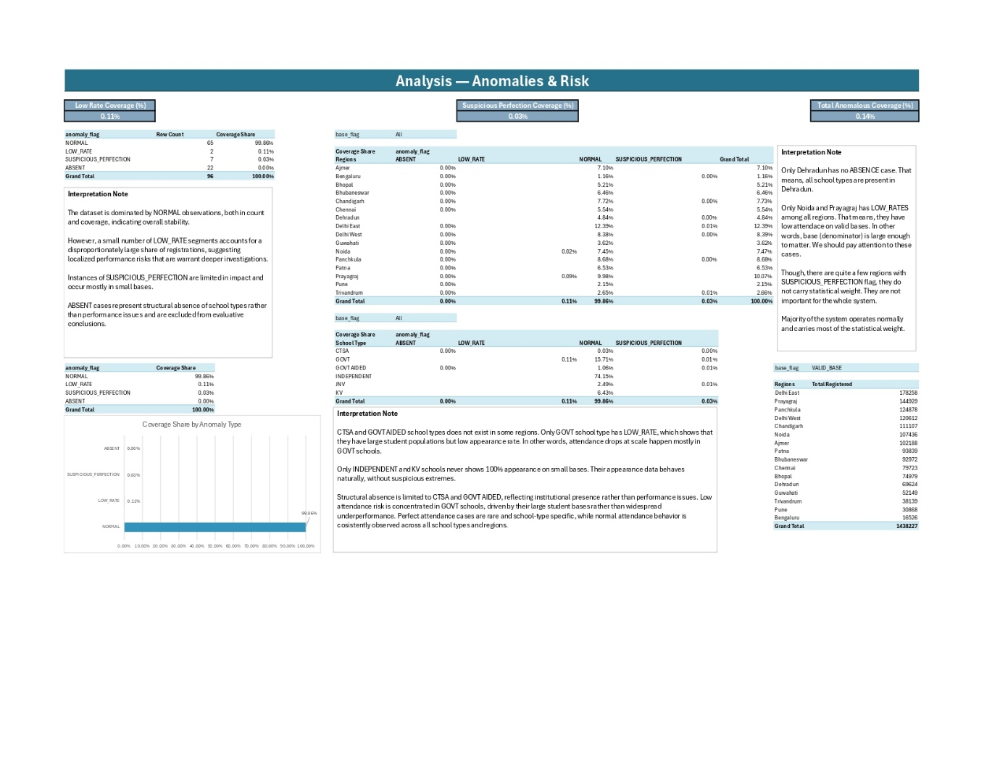 Analysis — Anomalies & Risk
Low Rate Coverage (%)
0.11%
Suspicious Perfection Coverage (%)
0.03%
Total Anomalous Coverage (%)
0.14%
anomaly_flag Row Count Coverage Share
NORMAL 65 99.86%
LOW_RATE 2 0.11%
SUSPICIOUS_PERFECTION 7 0.03%
ABSENT 22 0.00%
Grand Total 96 100.00%
Interpretation Note
The dataset is dominated by NORMAL observations, both in count
and coverage, indicating overall stability.
However, a small number of LOW_RATE segments accounts for a
disproportionately large share of registrations, suggesting
localized performance risks that are warrant deeper investigations.
Instances of SUSPICIOUS_PERFECTION are limited in impact and
occur mostly in small bases.
ABSENT cases represent structural absence of school types rather
than performance issues and are excluded from evaluative
conclusions.
anomaly_flag Coverage Share
NORMAL 99.86%
LOW_RATE 0.11%
SUSPICIOUS_PERFECTION 0.03%
ABSENT 0.00%
Grand Total 100.00%
Coverage Share by Anomaly Type
ABSENT 0.00%
SUSPICIOUS_PERFECTION 0.03%
LOW_RATE 0.11%
99.86%
NORMAL
0.00% 10.00% 20.00% 30.00% 40.00% 50.00% 60.00% 70.00% 80.00% 90.00% 100.00%
base_flag All
Coverage Share anomaly_flag
Regions ABSENT LOW_RATE NORMAL SUSPICIOUS_PERFECTION Grand Total
Ajmer 0.00% 7.10% 7.10%
Bengaluru 0.00% 1.16% 0.00% 1.16%
Bhopal 0.00% 5.21% 5.21%
Bhubaneswar 0.00% 6.46% 6.46%
Chandigarh 0.00% 7.72% 0.00% 7.73%
Chennai 0.00% 5.54% 5.54%
Dehradun 4.84% 0.00% 4.84%
Delhi East 0.00% 12.39% 0.01% 12.39%
Delhi West 0.00% 8.38% 0.00% 8.39%
Guwahati 0.00% 3.62% 3.62%
Noida 0.00% 0.02% 7.45% 7.47%
Panchkula 0.00% 8.68% 0.00% 8.68%
Patna 0.00% 6.53% 6.53%
Prayagraj 0.00% 0.09% 9.98% 10.07%
Pune 0.00% 2.15% 2.15%
Trivandrum 0.00% 2.65% 0.01% 2.66%
Grand Total 0.00% 0.11% 99.86% 0.03% 100.00%
base_flag All
Coverage Share anomaly_flag
School Type ABSENT LOW_RATE NORMAL SUSPICIOUS_PERFECTION
CTSA 0.00% 0.03% 0.00%
GOVT 0.11% 15.71% 0.01%
GOVT AIDED 0.00% 1.06% 0.01%
INDEPENDENT 74.15%
JNV 2.49% 0.01%
KV 6.43%
Grand Total 0.00% 0.11% 99.86% 0.03%
Interpretation Note
CTSA and GOVT AIDED school types does not exist in some regions. Only GOVT school type has LOW_RATE, which shows that
they have large student populations but low appearance rate. In other words, attendance drops at scale happen mostly in
GOVT schools.
Only INDEPENDENT and KV schools never shows 100% appearance on small bases. Their appearance data behaves
naturally, without suspicious extremes.
Structural absence is limited to CTSA and GOVT AIDED, reflecting institutional presence rather than performance issues. Low
attendance risk is concentrated in GOVT schools, driven by their large student bases rather than widespread
underperformance. Perfect attendance cases are rare and school-type specific, while normal attendance behavior is
cosistently observed across all school types and regions.
Interpretation Note
Only Dehradun has no ABSENCE case. That
means, all school types are present in
Dehradun.
Only Noida and Prayagraj has LOW_RATES
among all regions. That means, they have
low attendace on valid bases. In other
words, base (denominator) is large enough
to matter. We should pay attention to these
cases.
Though, there are quite a few regions with
SUSPICIOUS_PERFECTION flag, they do
not carry statistical weight. They are not
important for the whole system.
Majority of the system operates normally
and carries most of the statistical weight.
base_flag VALID_BASE
Regions Total Registered
Delhi East 178258
Prayagraj 144929
Panchkula 124878
Delhi West 120612
Chandigarh 111107
Noida 107436
Ajmer 102188
Patna 93839
Bhubaneswar 92972
Chennai 79723
Bhopal 74979
Dehradun 69624
Guwahati 52149
Trivandrum 38139
Pune 30868
Bengaluru 16526
Grand Total 1438227